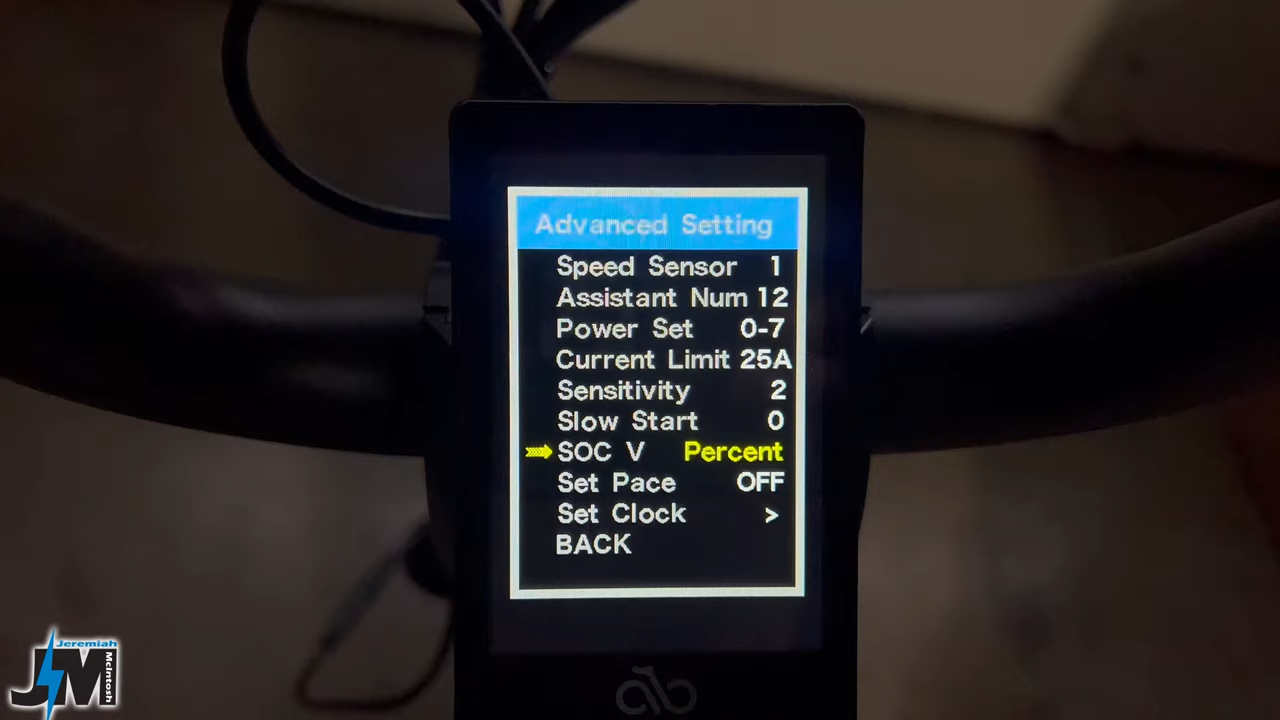 Advanced Setting
Speed Sensor 1
Assistant Num 12
Power Set 0-7
Current Limit 25A
Sensitivity 2
Slow Start 0
SOC V Percent
Set Pace OFF
Set Clock >
BACK
Jeremiah
McIntosh
JM